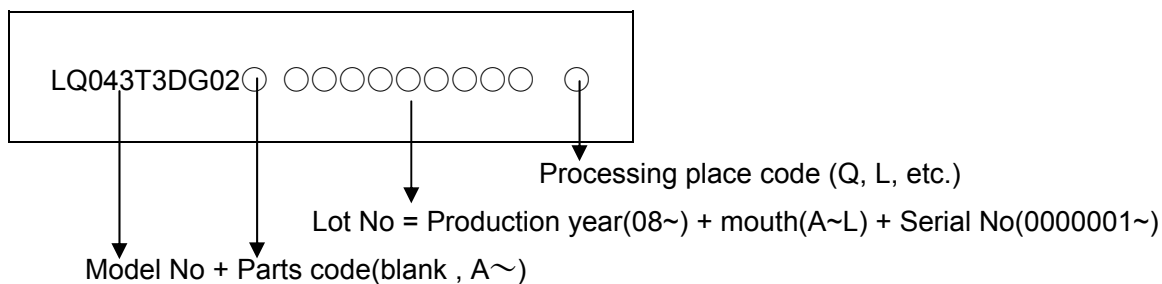 LQ043T3DG02○ ○○○○○○○○○ ○
Processing place code (Q, L, etc.)
Lot No = Production year(08~) + mouth(A~L) + Serial No(0000001~)
Model No + Parts code(blank , A～)